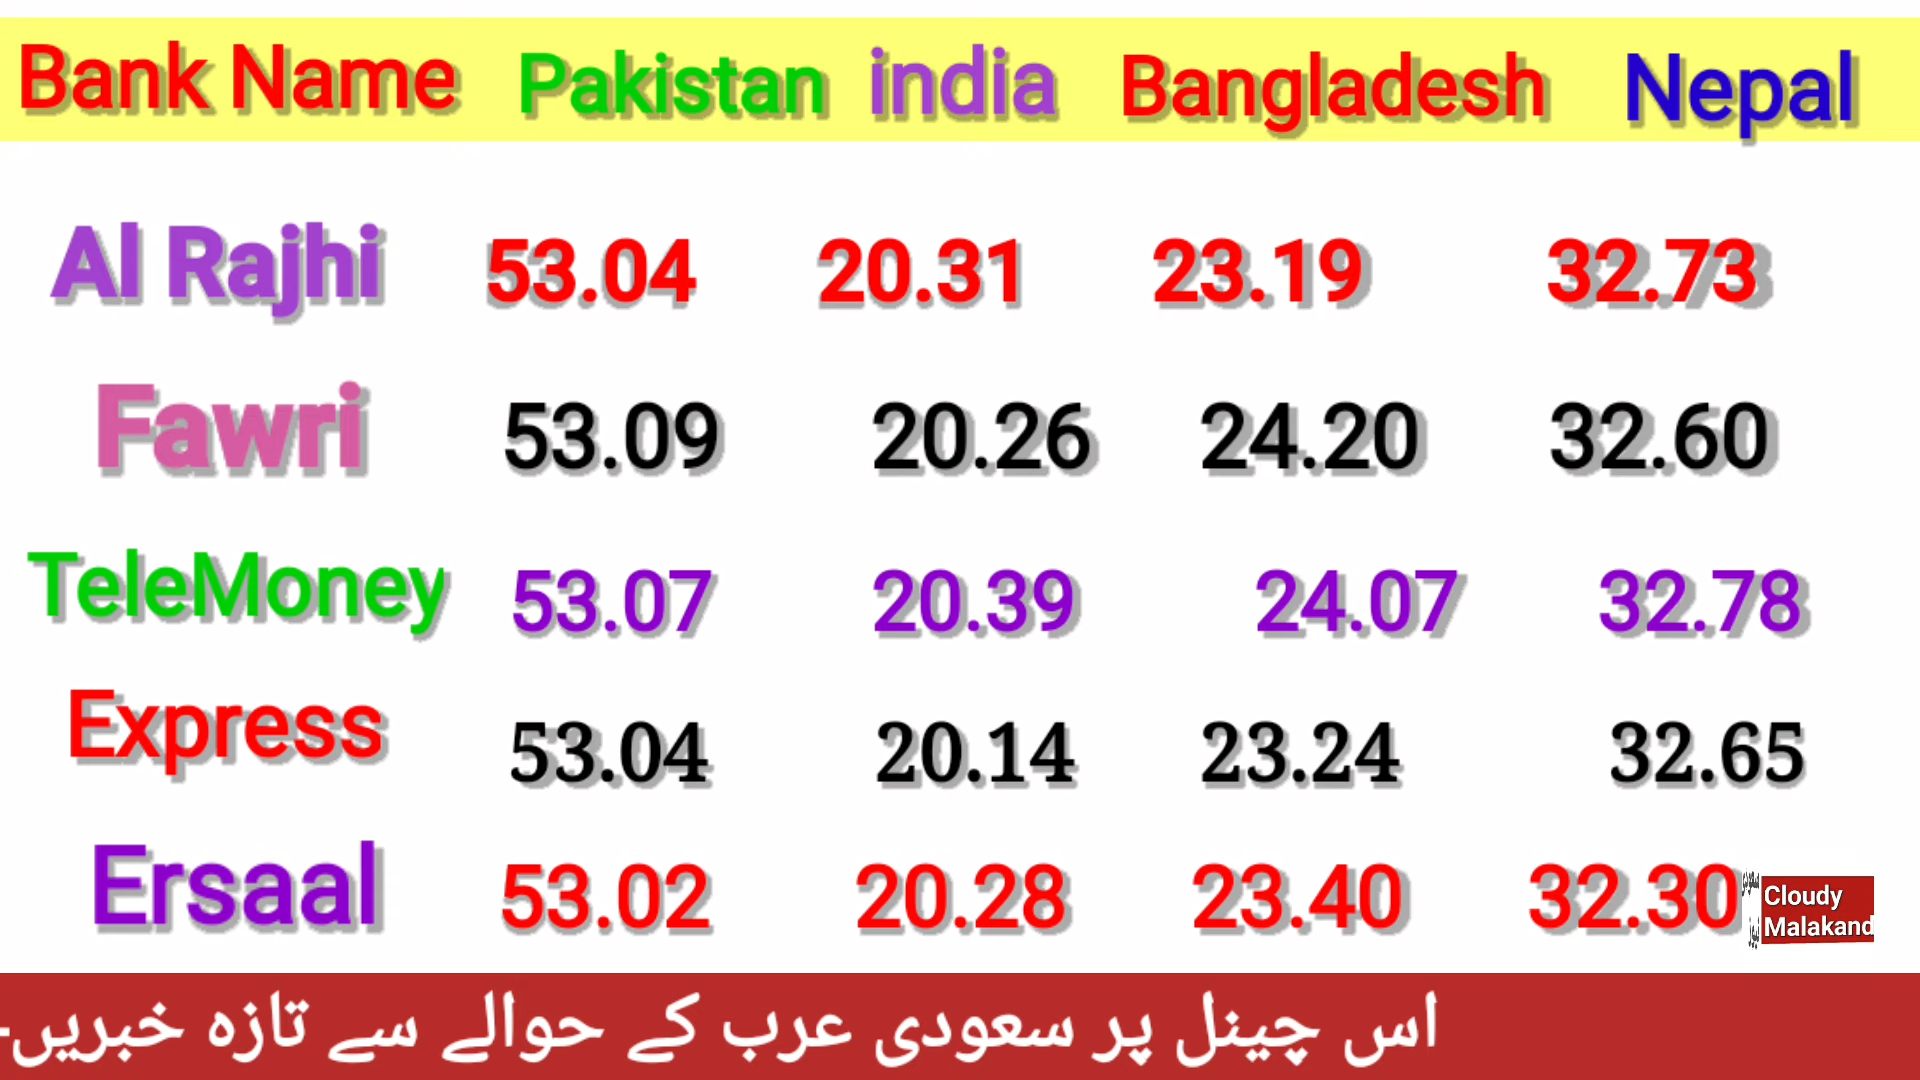 Bank Name Pakistan india Bangladesh Nepal
Al Rajhi 53.04 20.31 23.19 32.73
Fawri 53.09 20.26 24.20 32.60
TeleMoney 53.07 20.39 24.07 32.78
Express 53.04 20.14 23.24 32.65
Ersaal 53.02 20.28 23.40 32.30
Cloudy
Malakand
اس چینل پر سعودی عرب کے حوالے سے تازہ خبریں-